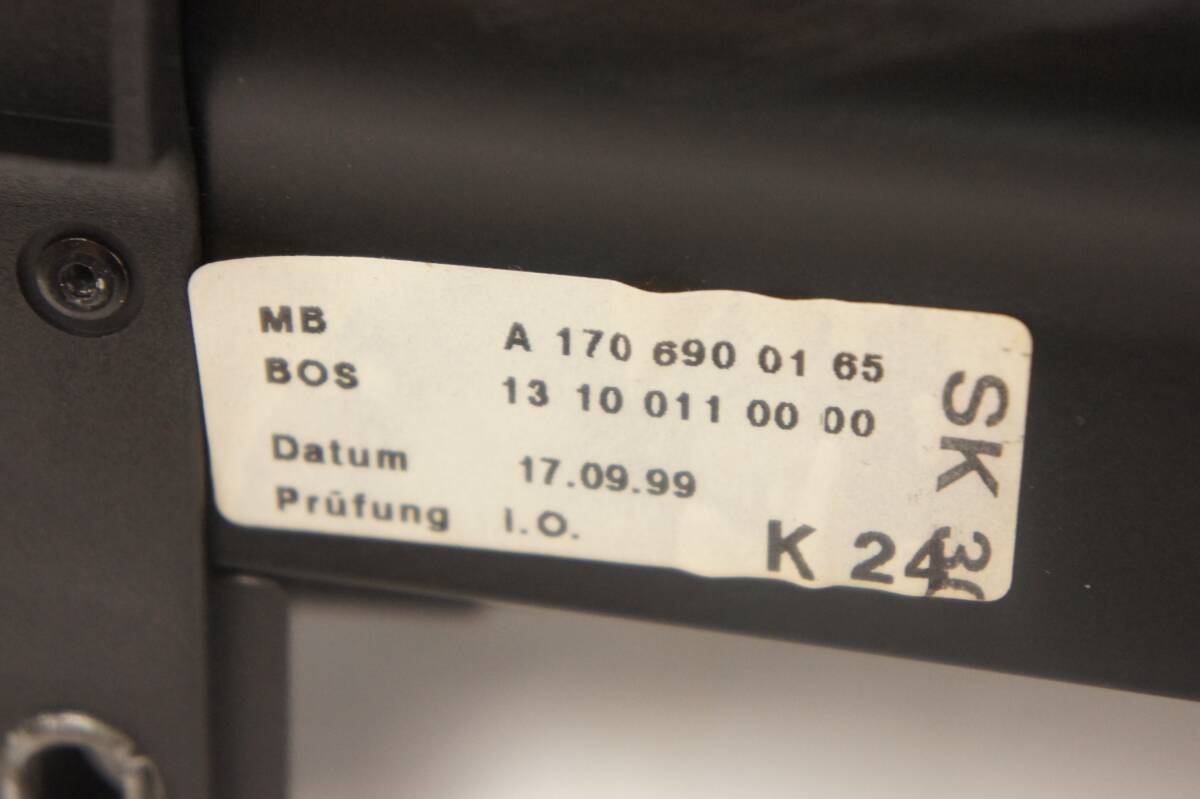 MB A 170 690 01 65
BOS 13 10 011 00 00
Datum 17.09.99
Prüfung I.O.
K 24
SK